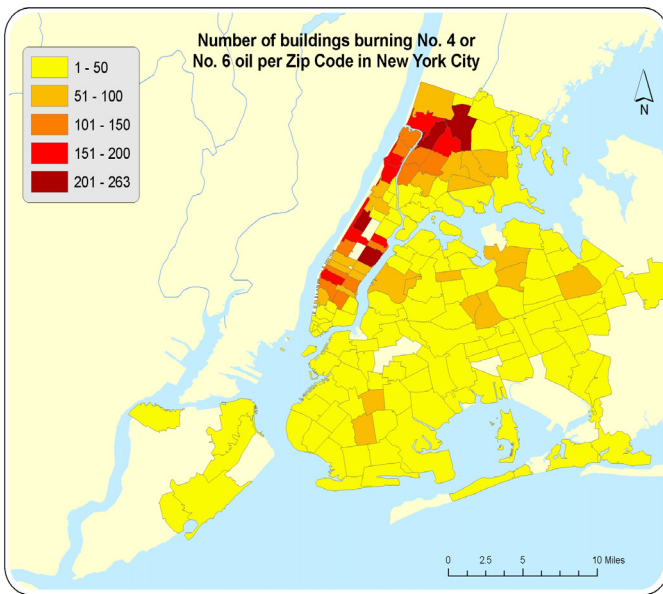 Number of buildings burning No. 4 or
No. 6 oil per Zip Code in New York City
1 - 50
51 - 100
101 - 150
151 - 200
201 - 263
N
0 2.5 5 10 Miles